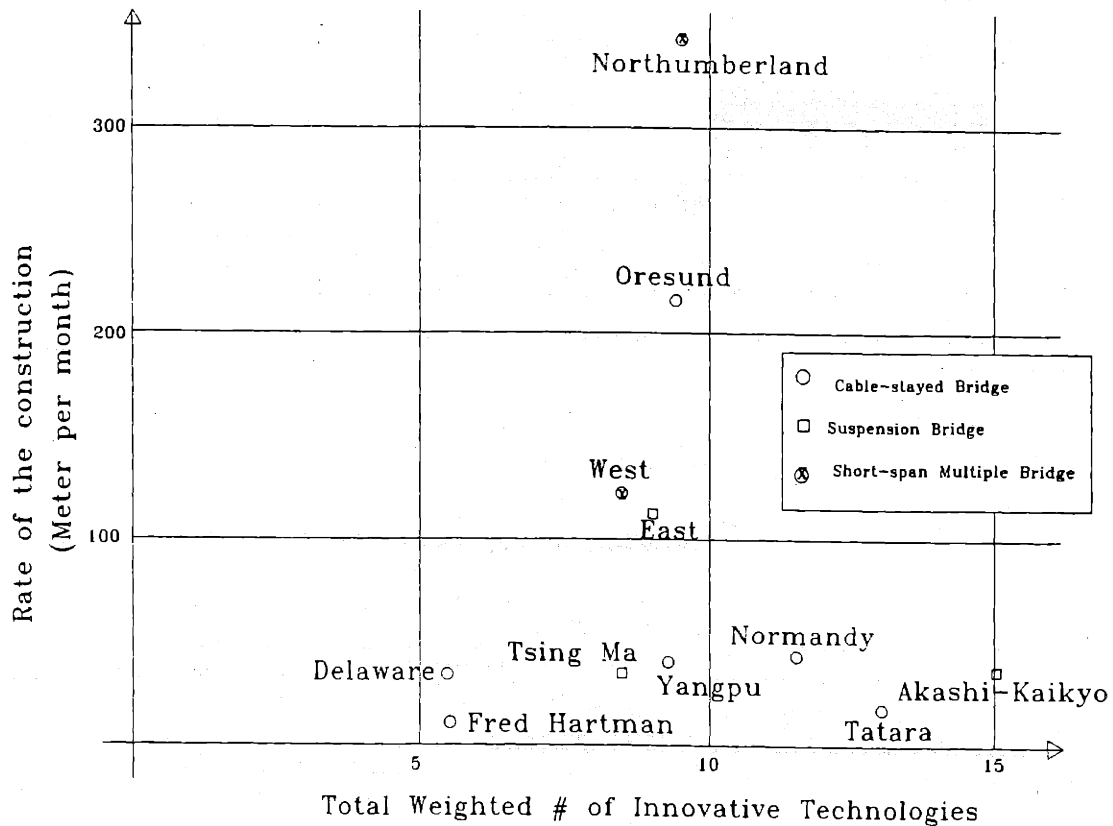 Northumberland
300
Oresund
200
Cable-stayed Bridge
Suspension Bridge
Short-span Multiple Bridge
West
East
100
Rate of the construction
(Meter per month)
Normandy
Tsing Ma
Delaware
Yangpu
Akashi-Kaikyo
Fred Hartman
Tatara
5
10
15
Total Weighted # of Innovative Technologies